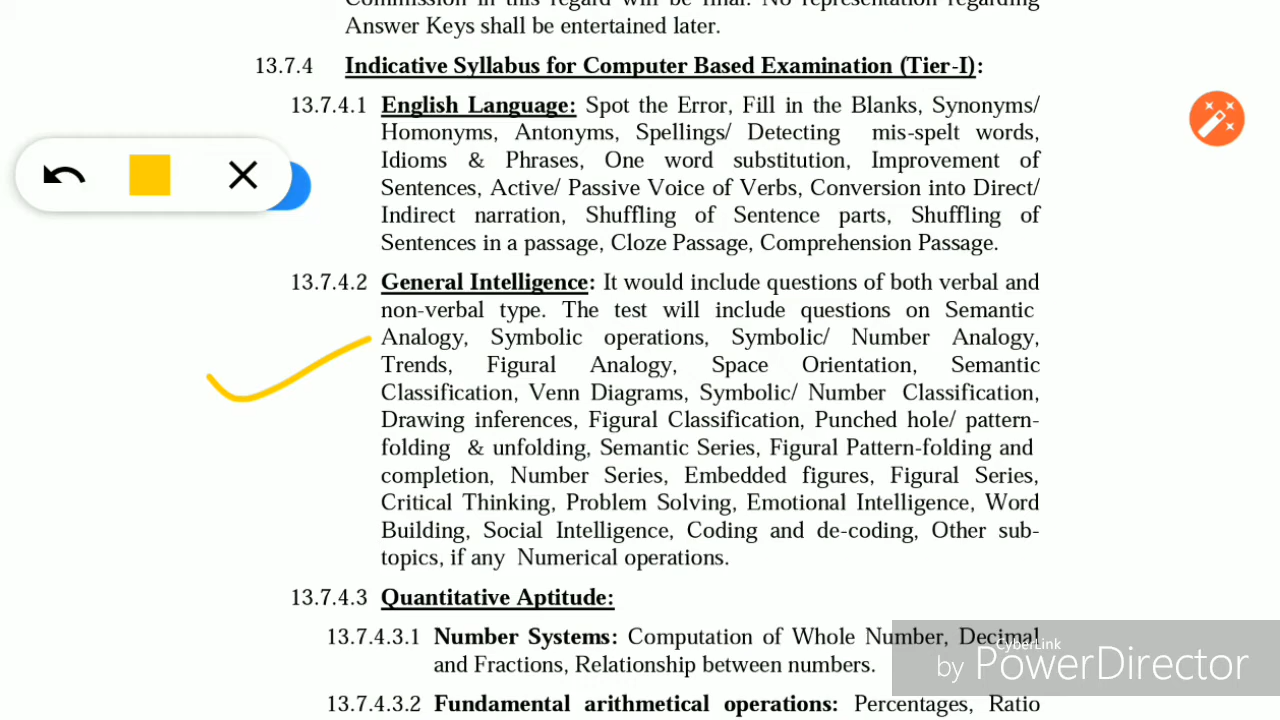 Commission in this regard will be final. No representation regarding
Answer Keys shall be entertained later.
13.7.4 Indicative Syllabus for Computer Based Examination (Tier-I):
13.7.4.1 English Language: Spot the Error, Fill in the Blanks, Synonyms/
Homonyms, Antonyms, Spellings/ Detecting mis-spelt words,
Idioms & Phrases, One word substitution, Improvement of
Sentences, Active/ Passive Voice of Verbs, Conversion into Direct/
Indirect narration, Shuffling of Sentence parts, Shuffling of
Sentences in a passage, Cloze Passage, Comprehension Passage.
13.7.4.2 General Intelligence: It would include questions of both verbal and
non-verbal type. The test will include questions on Semantic
Analogy, Symbolic operations, Symbolic/ Number Analogy,
Trends, Figural Analogy, Space Orientation, Semantic
Classification, Venn Diagrams, Symbolic/ Number Classification,
Drawing inferences, Figural Classification, Punched hole/ pattern-
folding & unfolding, Semantic Series, Figural Pattern-folding and
completion, Number Series, Embedded figures, Figural Series,
Critical Thinking, Problem Solving, Emotional Intelligence, Word
Building, Social Intelligence, Coding and de-coding, Other sub-
topics, if any Numerical operations.
13.7.4.3 Quantitative Aptitude:
13.7.4.3.1 Number Systems: Computation of Whole Number, Decimal
and Fractions, Relationship between numbers.
13.7.4.3.2 Fundamental arithmetical operations: Percentages, Ratio
CyberLink
by PowerDirector